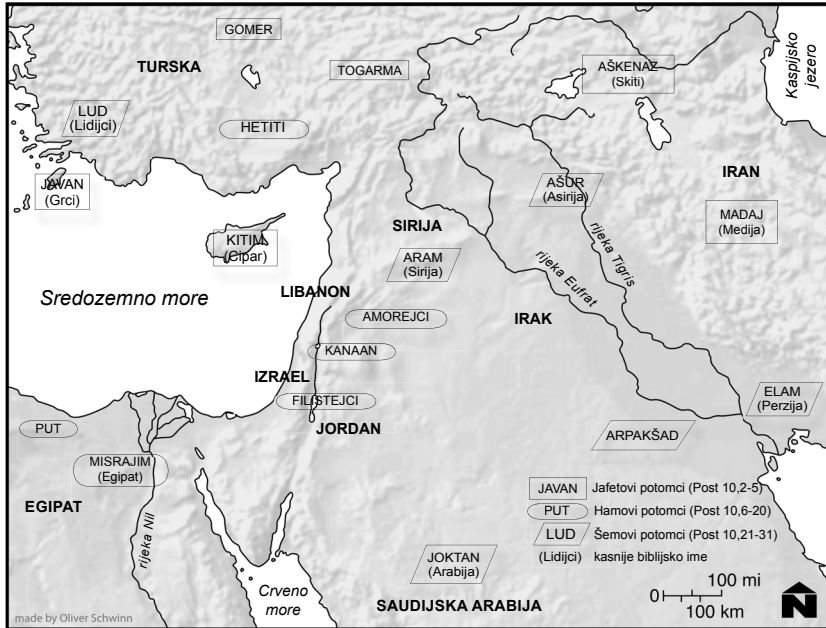 GOMER
TURSKA
TOGARMA
AŠKENAZ
(Skiti)
Kaspijsko
jezero
LUD
(Lidijci)
HETITI
JAVAN
(Grci)
AŠUR
(Asirija)
IRAN
MADAJ
(Medija)
KITIM
(Cipar)
SIRIJA
ARAM
(Sirija)
rijeka Tigris
rijeka Eufrat
Sredozemno more
LIBANON
AMOREJCI
IRAK
KANAAN
IZRAEL
FILISTEJCI
JORDAN
ELAM
(Perzija)
PUT
ARPAKŠAD
MISRAJIM
(Egipat)
EGIPAT
rijeka Nil
JAVAN Jafetovi potomci (Post 10,2-5)
PUT Hamovi potomci (Post 10,6-20)
LUD Šemovi potomci (Post 10,21-31)
(Lidijci) kasnije biblijsko ime
JOKTAN
(Arabija)
Crveno
more
SAUDIJSKA ARABIJA
0 100 mi
100 km
N
made by Oliver Schwinn